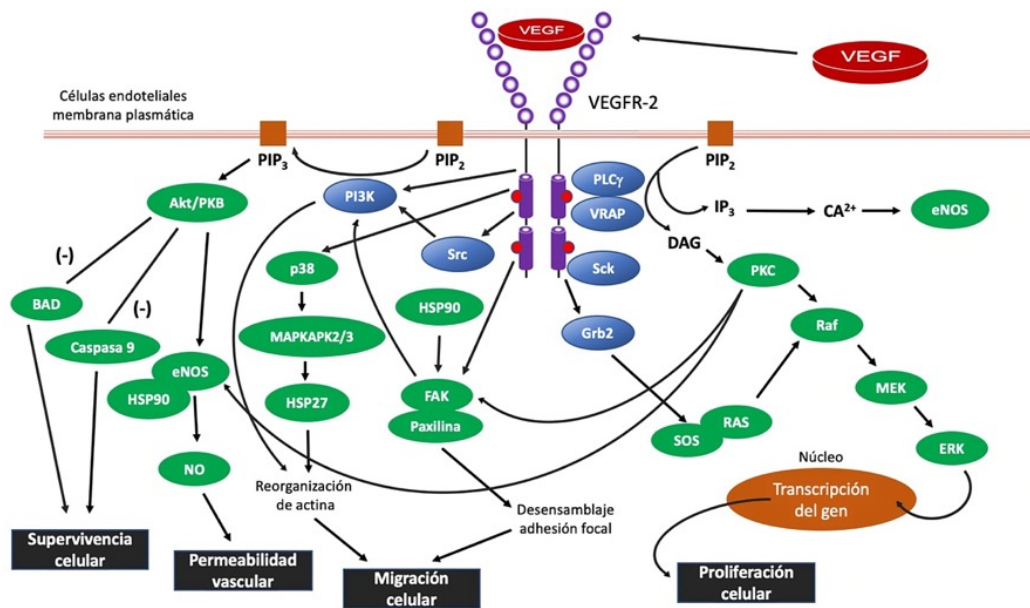 VEGF
VEGF
Células endoteliales
membrana plasmática
VEGFR-2
PIP3
PIP2
PIP2
Akt/PKB
PI3K
PLCγ
VRAP
IP3
CA2+
eNOS
(-)
Src
DAG
p38
Sck
PKC
BAD
(-)
HSP90
Caspasa 9
MAPKAPK2/3
Grb2
Raf
eNOS
HSP90
HSP27
FAK
Paxilina
MEK
RAS
SOS
ERK
NO
Núcleo
Reorganización
de actina
Transcripción
del gen
Desensamblaje
adhesión focal
Supervivencia
celular
Permeabilidad
vascular
Migración
celular
Proliferación
celular